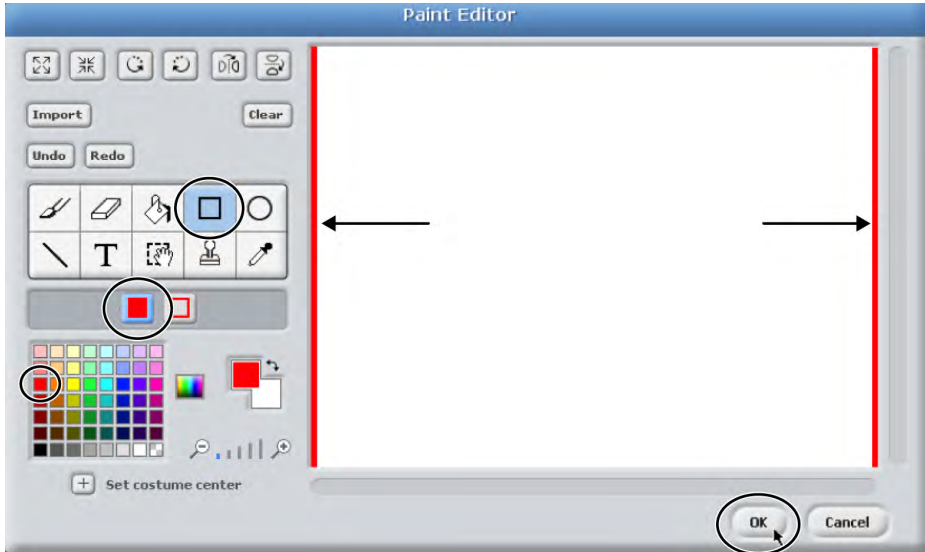 Paint Editor
Import
Clear
Undo
Redo
T
Set costume center
OK
Cancel